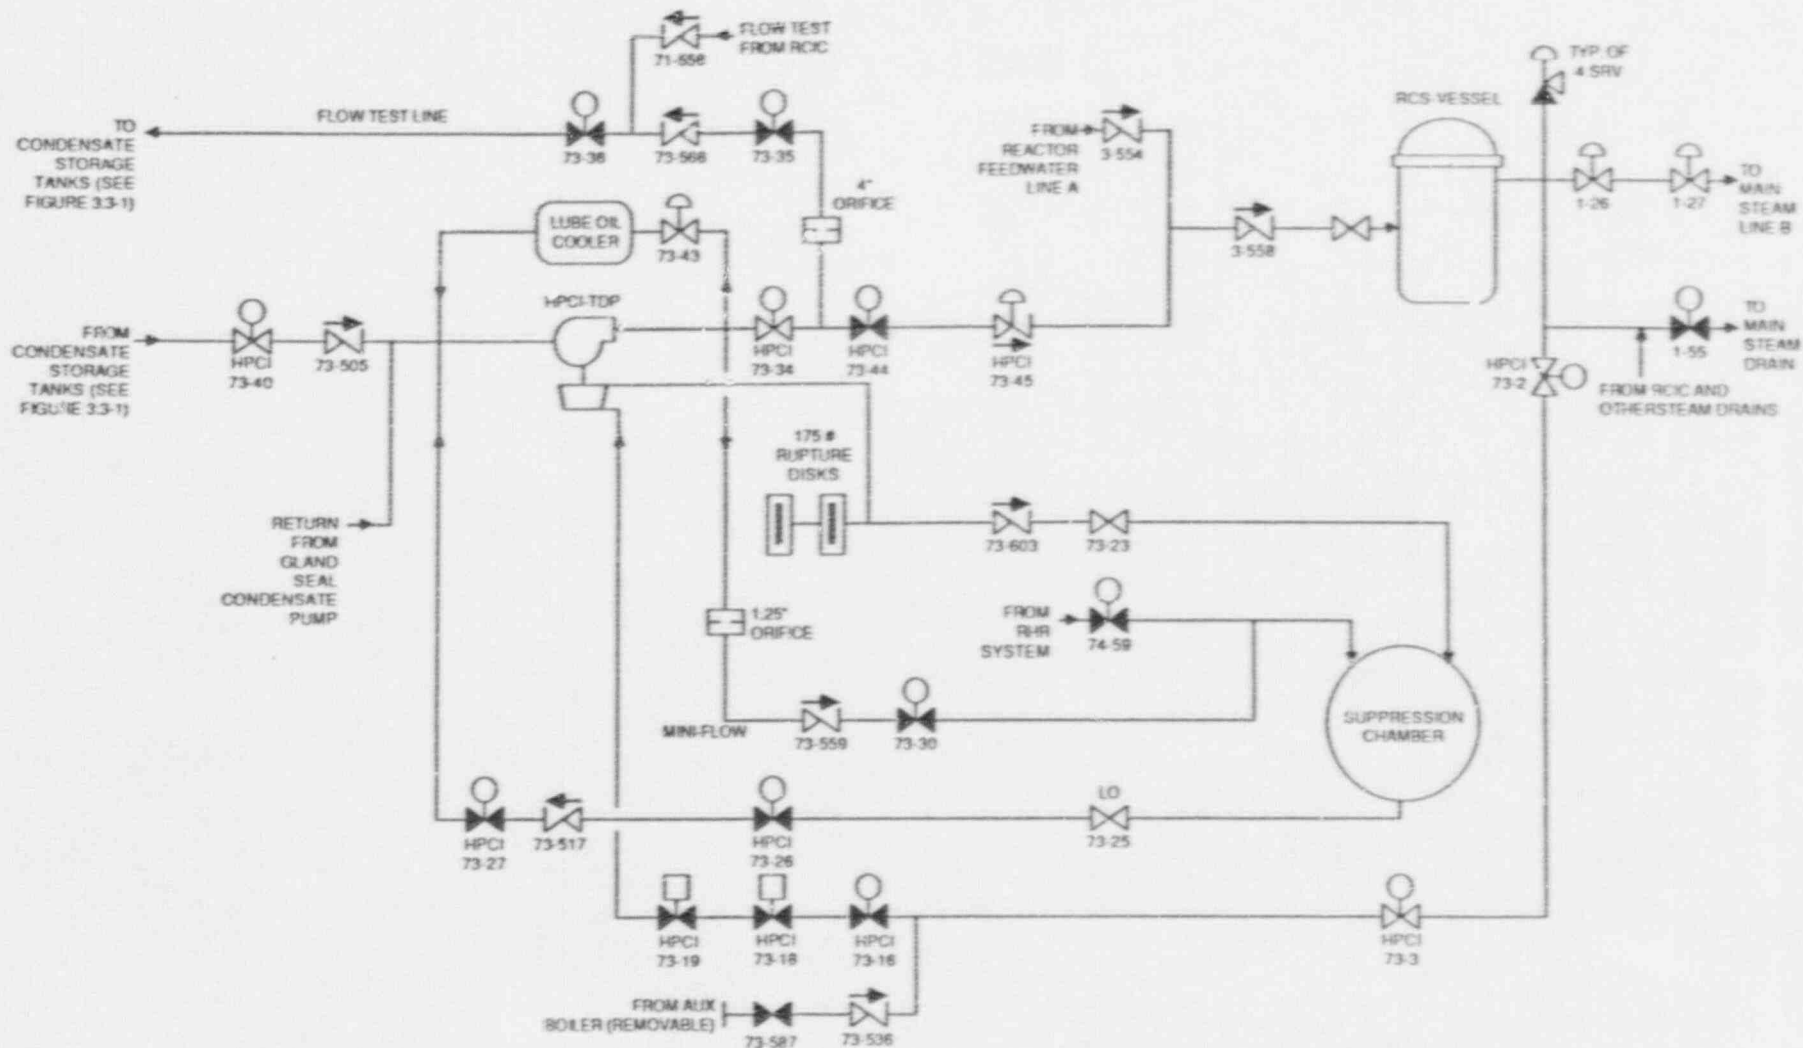 FLOW TEST
FROM RCIC
71-556
TYP. OF
4 SRV
RCS VESSEL
TO
CONDENSATE
STORAGE
TANKS (SEE
FIGURE 3.3-1)
FLOW TEST LINE
73-36
73-566
73-35
FROM
REACTOR
FEEDWATER
LINE A
3-554
4"
ORIFICE
LUBE OIL
COOLER
73-43
3-558
1-26
1-27
TO
MAIN
STEAM
LINE B
HPCI-TDP
FROM
CONDENSATE
STORAGE
TANKS (SEE
FIGURE 3.3-1)
HPCI
73-40
73-505
HPCI
73-34
HPCI
73-44
HPCI
73-45
HPCI
73-2
1-55
TO
MAIN
STEAM
DRAIN
FROM RCIC AND
OTHERSTEAM DRAINS
175 #
RUPTURE
DISKS
RETURN
FROM
GLAND
SEAL
CONDENSATE
PUMP
73-603
73-23
1.25"
ORIFICE
FROM
RHR
SYSTEM
74-59
MINI-FLOW
73-559
73-30
SUPPRESSION
CHAMBER
HPCI
73-27
73-517
HPCI
73-26
LO
73-25
HPCI
73-19
HPCI
73-18
HPCI
73-16
HPCI
73-3
FROM AUX
BOILER (REMOVABLE)
73-587
73-536